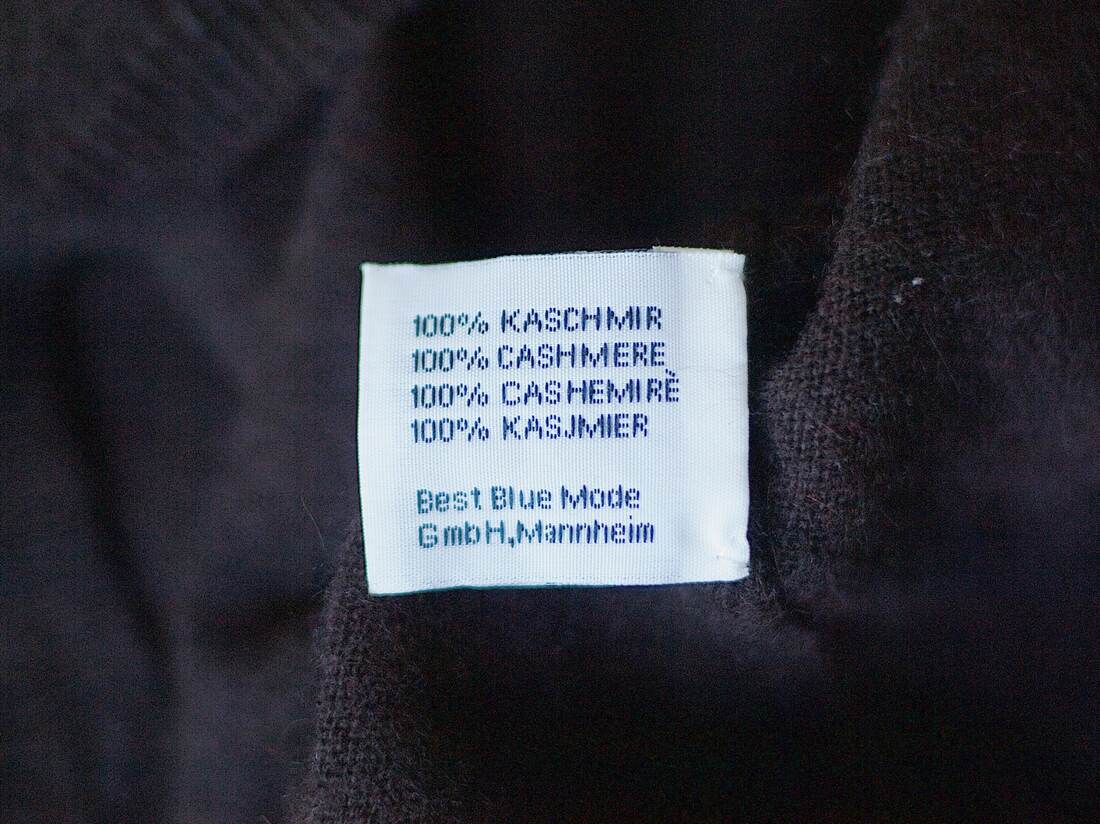 100% KASCHMIR
100% CASHMERE
100% CASHEMIRÈ
100% KASJMIER
Best Blue Mode
GmbH,Mannheim